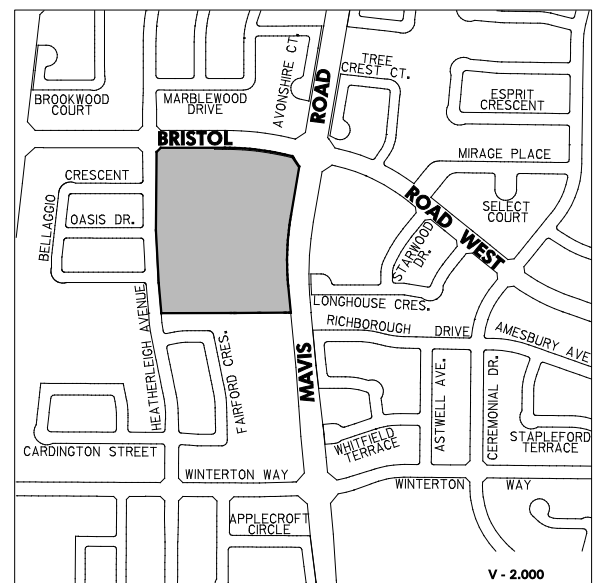 AVONSHIRE CT.
ROAD
TREE
CREST CT.
BROOKWOOD
COURT
MARBLEWOOD
DRIVE
ESPRIT
CRESCENT
BRISTOL
MIRAGE PLACE
CRESCENT
BELLAGGIO
OASIS DR.
ROAD WEST
SELECT
COURT
STARWOOD
DR.
HEATHERLEIGH AVENUE
LONGHOUSE CRES.
RICHBOROUGH DRIVE
AMESBURY AVE
FAIRFORD CRES.
MAVIS
ASTWELL AVE.
CEREMONIAL DR.
CARDINGTON STREET
WHITFIELD
TERRACE
STAPLEFORD
TERRACE
WINTERTON WAY
WINTERTON WAY
APPLECROFT
CIRCLE
V - 2.000